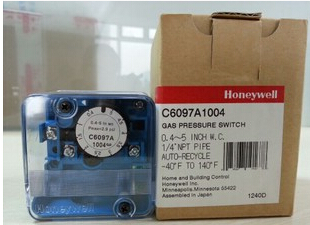 Honeywell
C6097A1004
GAS PRESSURE SWITCH
0.4~5 INCH W.C.
1/4" NPT PIPE
AUTO-RECYCLE
-40°F TO 140°F
Home and Building Control
Honeywell Inc.
Minneapolis.Minnesota 55422
Assembled in Japan
1240D
C6097A
1004
Honeywell